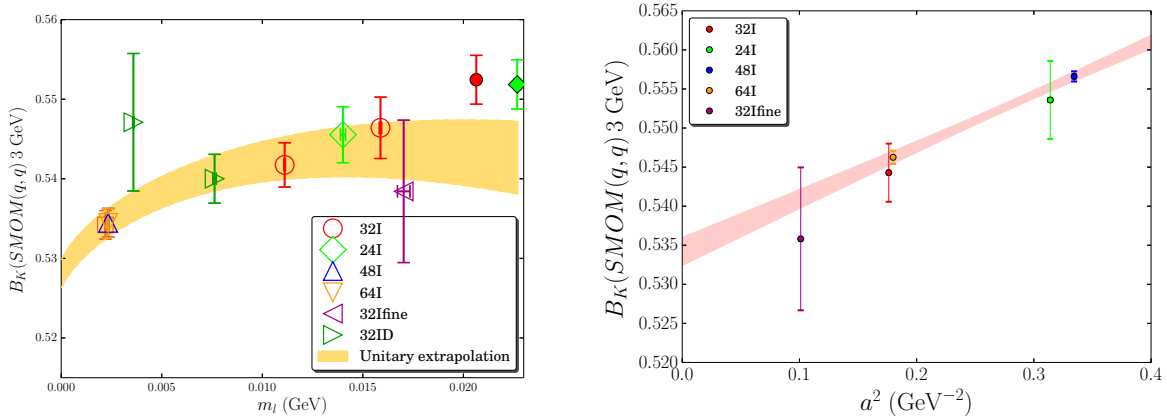 0.56
0.55
0.54
0.53
0.52
B_K(SMOM(q, q) 3 GeV)
0.000
0.005
0.010
0.015
0.020
m_l (GeV)
32I
24I
48I
64I
32Ifine
32ID
Unitary extrapolation
0.565
0.560
0.555
0.550
0.545
0.540
0.535
0.530
0.525
0.520
B_K(SMOM(q, q) 3 GeV)
0.0
0.1
0.2
0.3
0.4
a² (GeV⁻²)
32I
24I
48I
64I
32Ifine